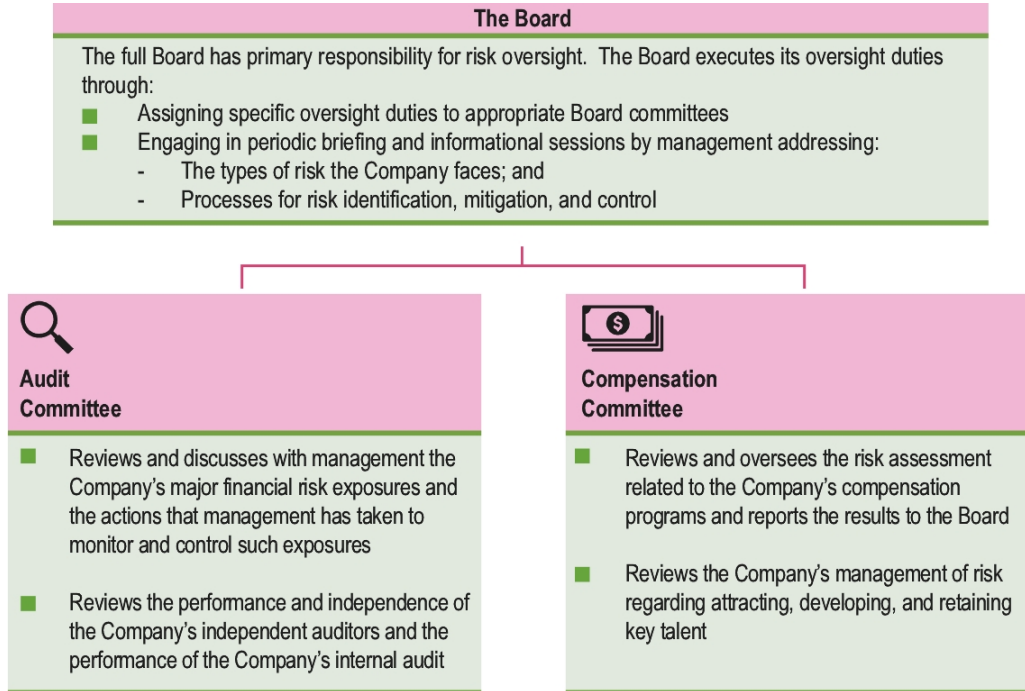 The Board
The full Board has primary responsibility for risk oversight. The Board executes its oversight duties
through:
Assigning specific oversight duties to appropriate Board committees
Engaging in periodic briefing and informational sessions by management addressing:
- The types of risk the Company faces; and
- Processes for risk identification, mitigation, and control
Audit
Committee
Reviews and discusses with management the
Company's major financial risk exposures and
the actions that management has taken to
monitor and control such exposures
Reviews the performance and independence of
the Company's independent auditors and the
performance of the Company's internal audit
$
Compensation
Committee
Reviews and oversees the risk assessment
related to the Company's compensation
programs and reports the results to the Board
Reviews the Company's management of risk
regarding attracting, developing, and retaining
key talent